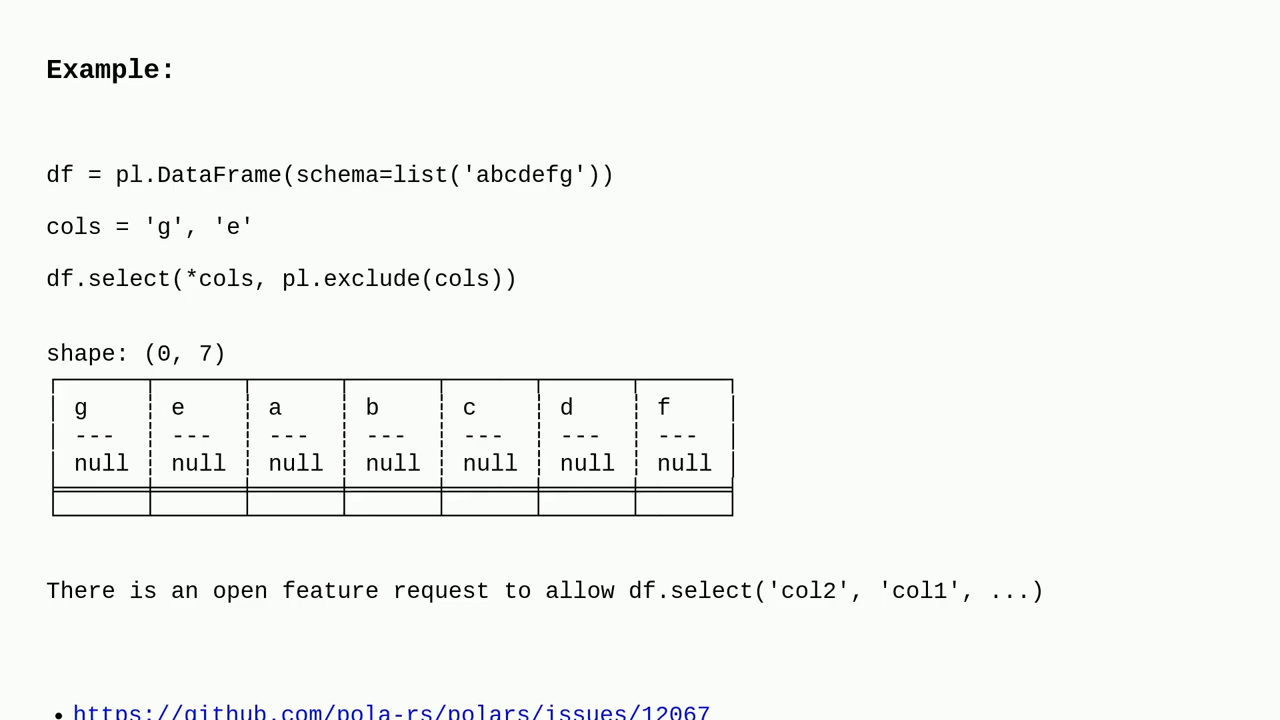 Example:
df = pl.DataFrame(schema=list('abcdefg'))
cols = 'g', 'e'
df.select(*cols, pl.exclude(cols))
shape: (0, 7)
┌──────┬──────┬──────┬──────┬──────┬──────┬──────┐
│ g    ┆ e    ┆ a    ┆ b    ┆ c    ┆ d    ┆ f    │
│ ---  ┆ ---  ┆ ---  ┆ ---  ┆ ---  ┆ ---  ┆ ---  │
│ null ┆ null ┆ null ┆ null ┆ null ┆ null ┆ null │
╞══════╪══════╪══════╪══════╪══════╪══════╪══════╡
└──────┴──────┴──────┴──────┴──────┴──────┴──────┘
There is an open feature request to allow df.select('col2', 'col1', ...)
• https://github.com/pola-rs/polars/issues/12067